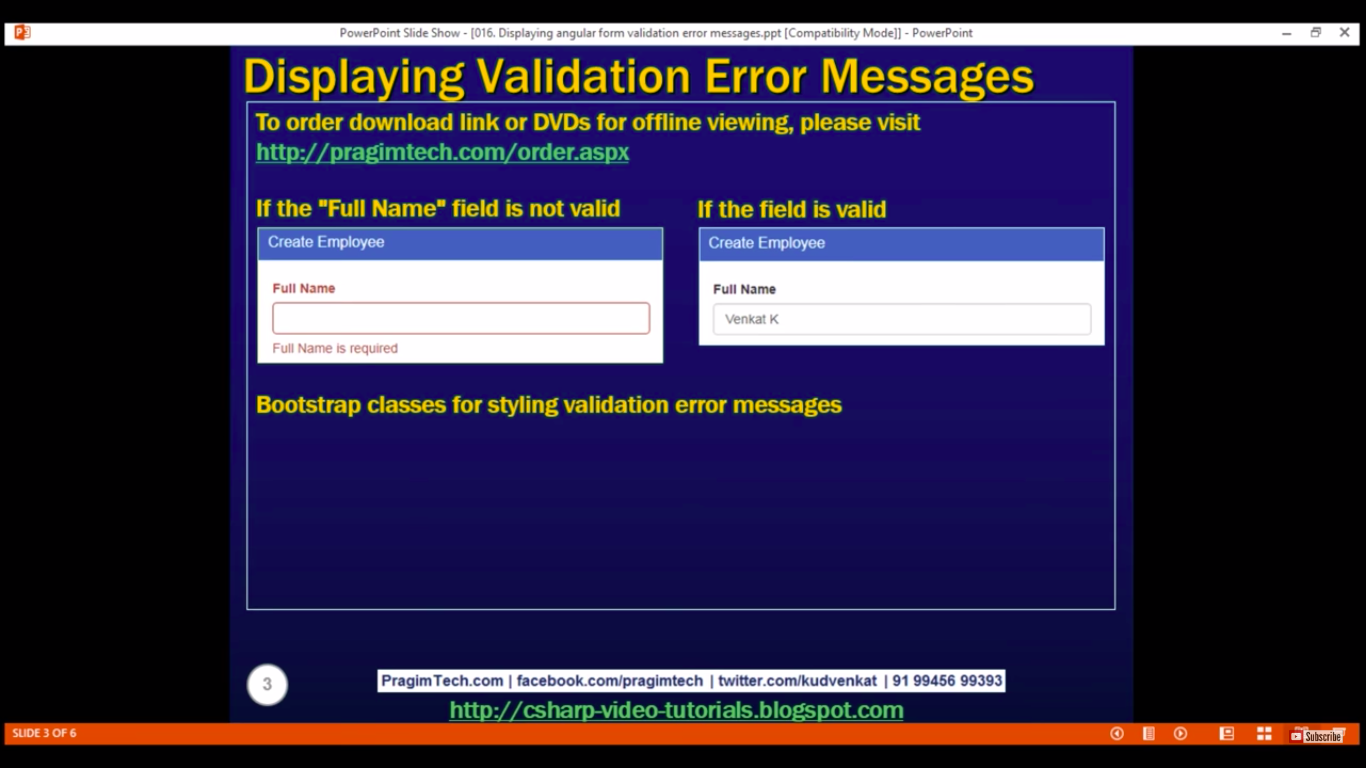 PowerPoint Slide Show - [016. Displaying angular form validation error messages.ppt [Compatibility Mode]] - PowerPoint
Displaying Validation Error Messages
To order download link or DVDs for offline viewing, please visit
http://pragimtech.com/order.aspx
If the "Full Name" field is not valid
Create Employee
Full Name
Full Name is required
If the field is valid
Create Employee
Full Name
Venkat K
Bootstrap classes for styling validation error messages
3
PragimTech.com | facebook.com/pragimtech | twitter.com/kudvenkat | 91 99456 99393
http://csharp-video-tutorials.blogspot.com
SLIDE 3 OF 6
Subscribe